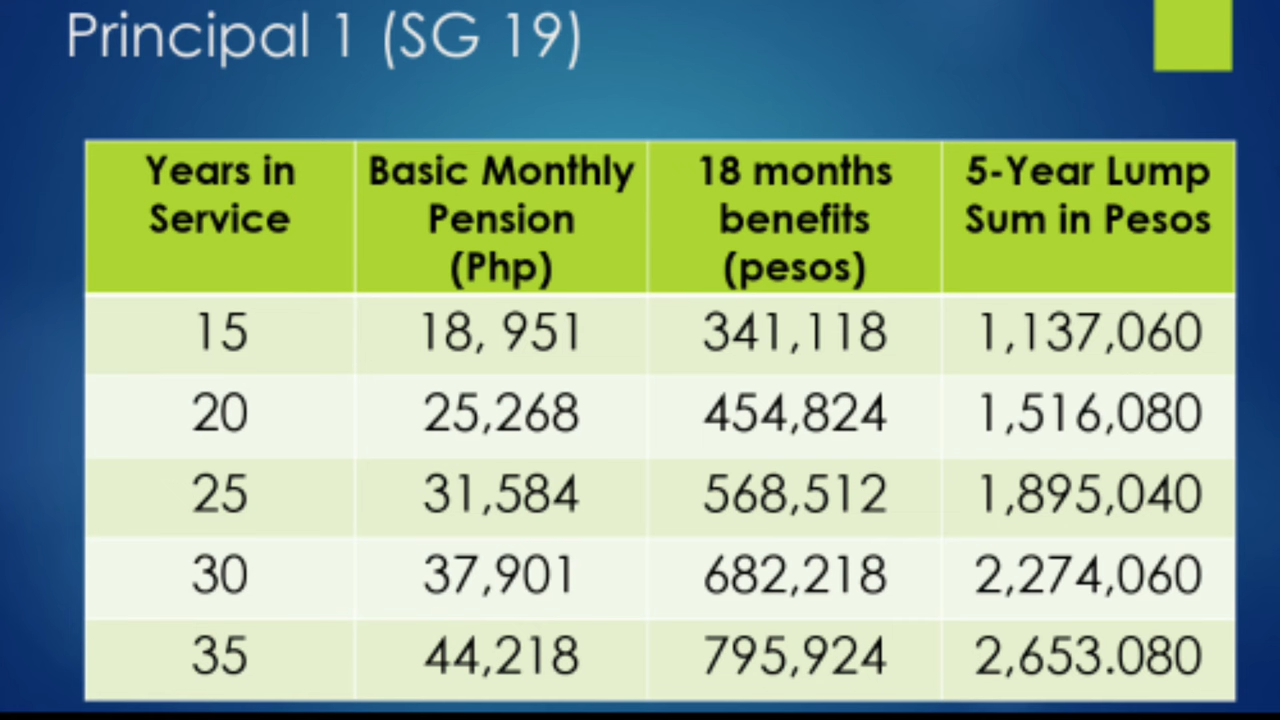 Principal 1 (SG 19)
Years in Service | Basic Monthly Pension (Php) | 18 months benefits (pesos) | 5-Year Lump Sum in Pesos
15 | 18, 951 | 341,118 | 1,137,060
20 | 25,268 | 454,824 | 1,516,080
25 | 31,584 | 568,512 | 1,895,040
30 | 37,901 | 682,218 | 2,274,060
35 | 44,218 | 795,924 | 2,653.080